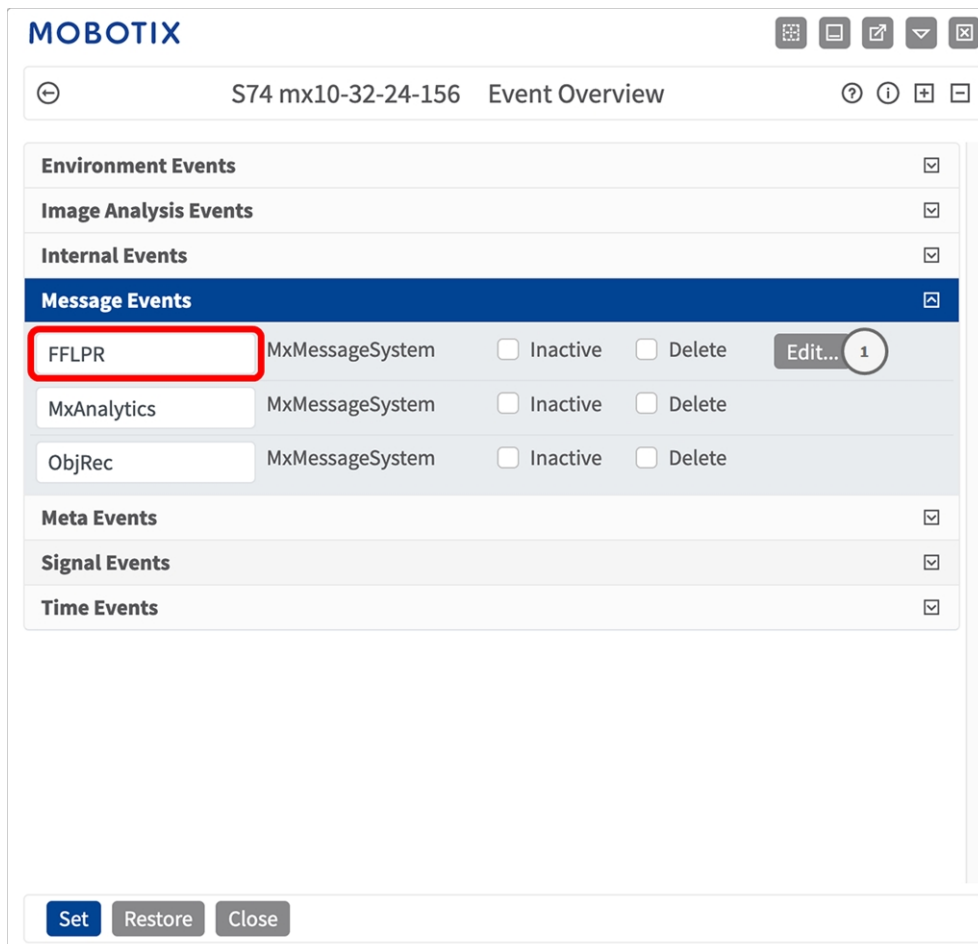 MOBOTIX
S74 mx10-32-24-156 Event Overview
Environment Events
Image Analysis Events
Internal Events
Message Events
FFLPR MxMessageSystem Inactive Delete Edit... 1
MxAnalytics MxMessageSystem Inactive Delete
ObjRec MxMessageSystem Inactive Delete
Meta Events
Signal Events
Time Events
Set Restore Close